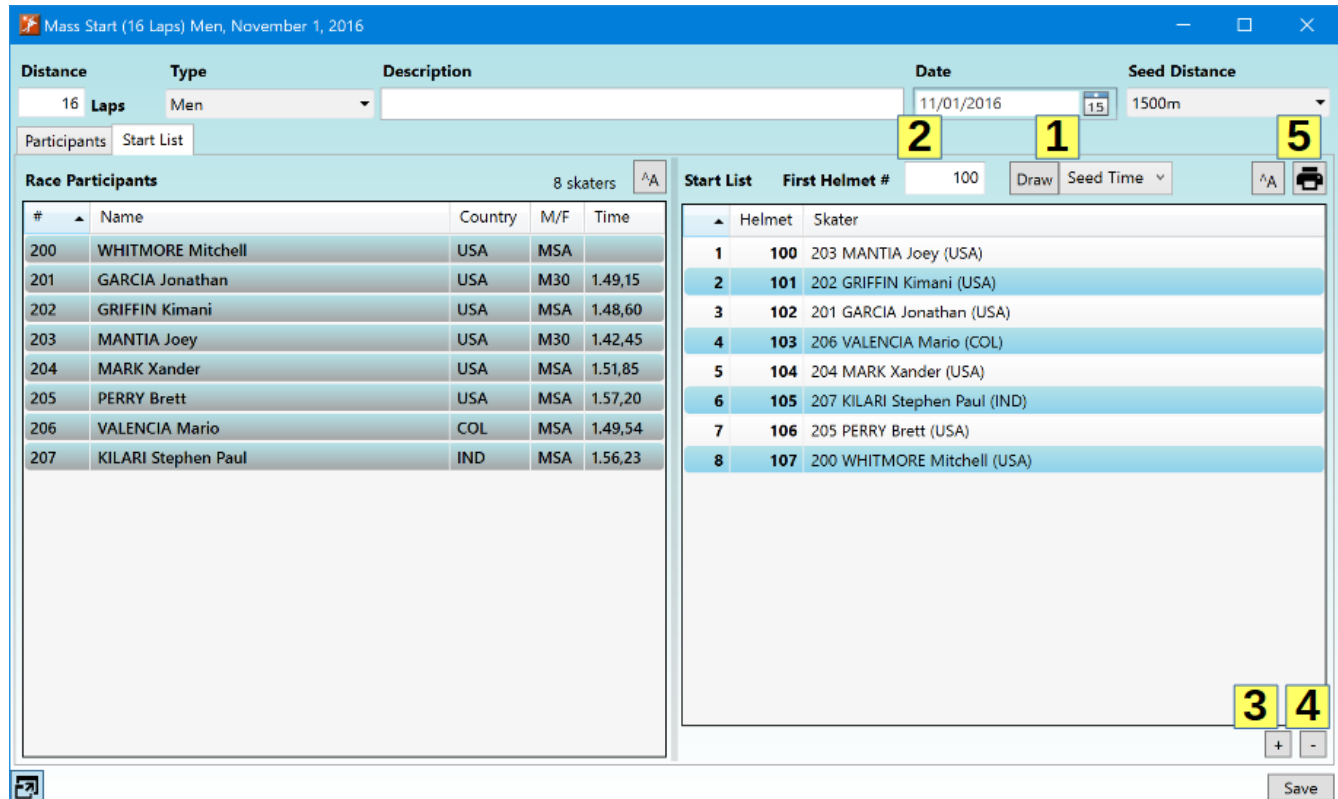 Mass Start (16 Laps) Men, November 1, 2016
Distance Type Description Date Seed Distance
16 Laps Men 11/01/2016 15 1500m
Participants Start List 2 1 5
Race Participants 8 skaters ^A Start List First Helmet # 100 Draw Seed Time ^A
# Name Country M/F Time Helmet Skater
200 WHITMORE Mitchell USA MSA 1 100 203 MANTIA Joey (USA)
201 GARCIA Jonathan USA M30 1.49,15 2 101 202 GRIFFIN Kimani (USA)
202 GRIFFIN Kimani USA MSA 1.48,60 3 102 201 GARCIA Jonathan (USA)
203 MANTIA Joey USA M30 1.42,45 4 103 206 VALENCIA Mario (COL)
204 MARK Xander USA MSA 1.51,85 5 104 204 MARK Xander (USA)
205 PERRY Brett USA MSA 1.57,20 6 105 207 KILARI Stephen Paul (IND)
206 VALENCIA Mario COL MSA 1.49,54 7 106 205 PERRY Brett (USA)
207 KILARI Stephen Paul IND MSA 1.56,23 8 107 200 WHITMORE Mitchell (USA)
3 4
+ -
Save